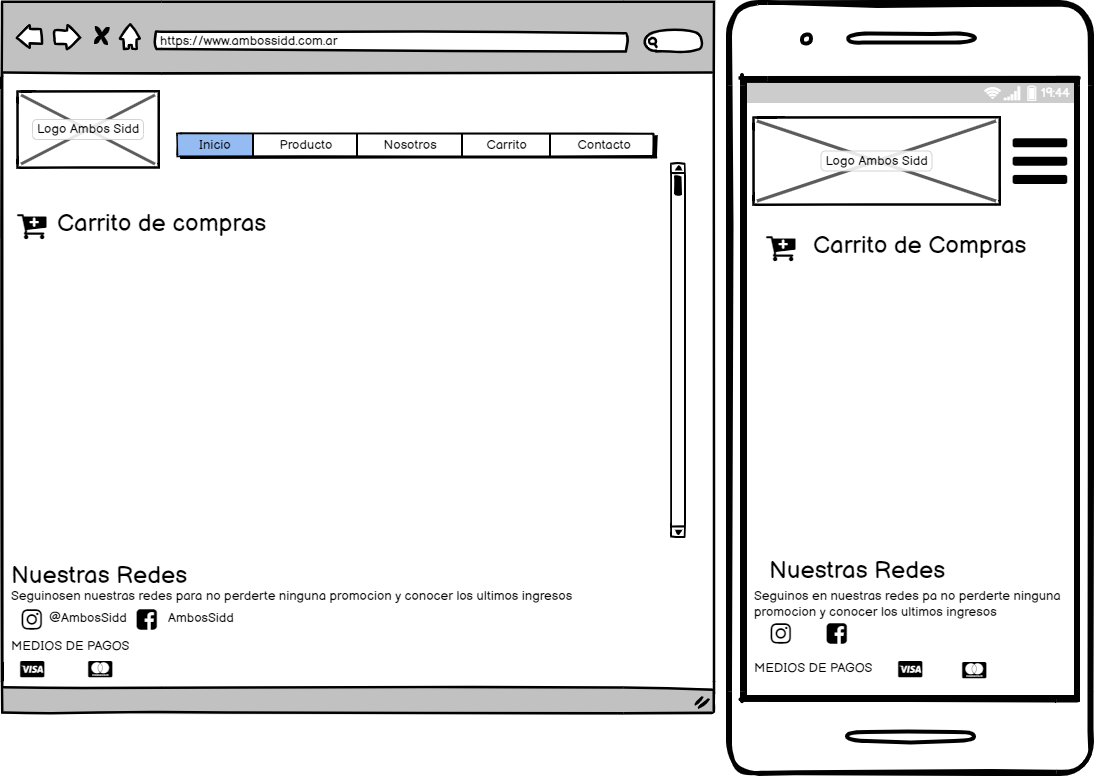 https://www.ambossidd.com.ar
Logo Ambos Sidd
Inicio
Producto
Nosotros
Carrito
Contacto
Carrito de compras
Nuestras Redes
Seguinosen nuestras redes para no perderte ninguna promocion y conocer los ultimos ingresos
@AmbosSidd
AmbosSidd
MEDIOS DE PAGOS
VISA
19:44
Logo Ambos Sidd
Carrito de Compras
Nuestras Redes
Seguinos en nuestras redes pa no perderte ninguna
promocion y conocer los ultimos ingresos
MEDIOS DE PAGOS
VISA